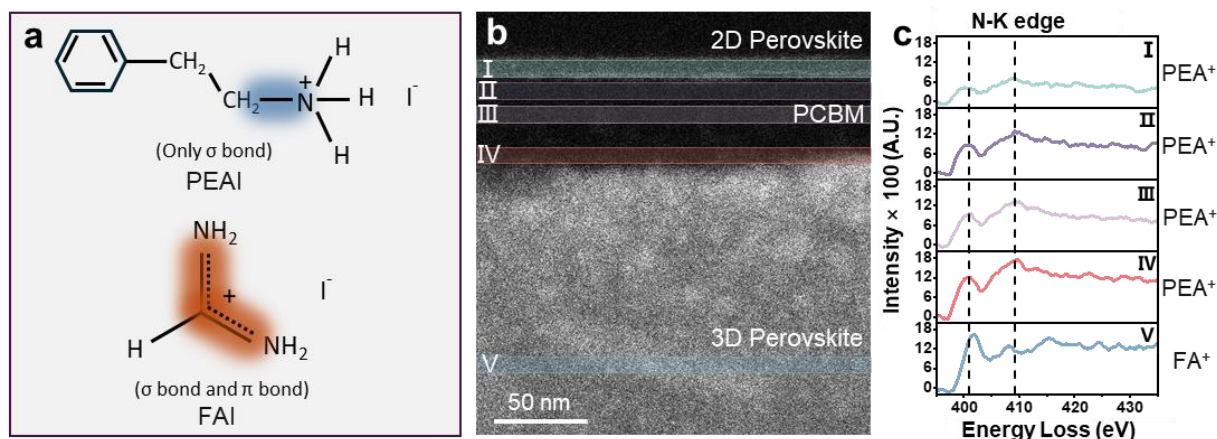 a
CH₂
CH₂
N
+
H
H
H
I⁻
(Only σ bond)
PEAI
NH₂
+
H
NH₂
I⁻
(σ bond and π bond)
FAI
b
2D Perovskite
I
II
III
PCBM
IV
3D Perovskite
V
50 nm
c
N-K edge
Intensity × 100 (A.U.)
18
12
6
0
I
PEA⁺
18
12
6
0
II
PEA⁺
18
12
6
0
III
PEA⁺
18
12
6
0
IV
PEA⁺
18
12
6
0
V
FA⁺
400 410 420 430
Energy Loss (eV)